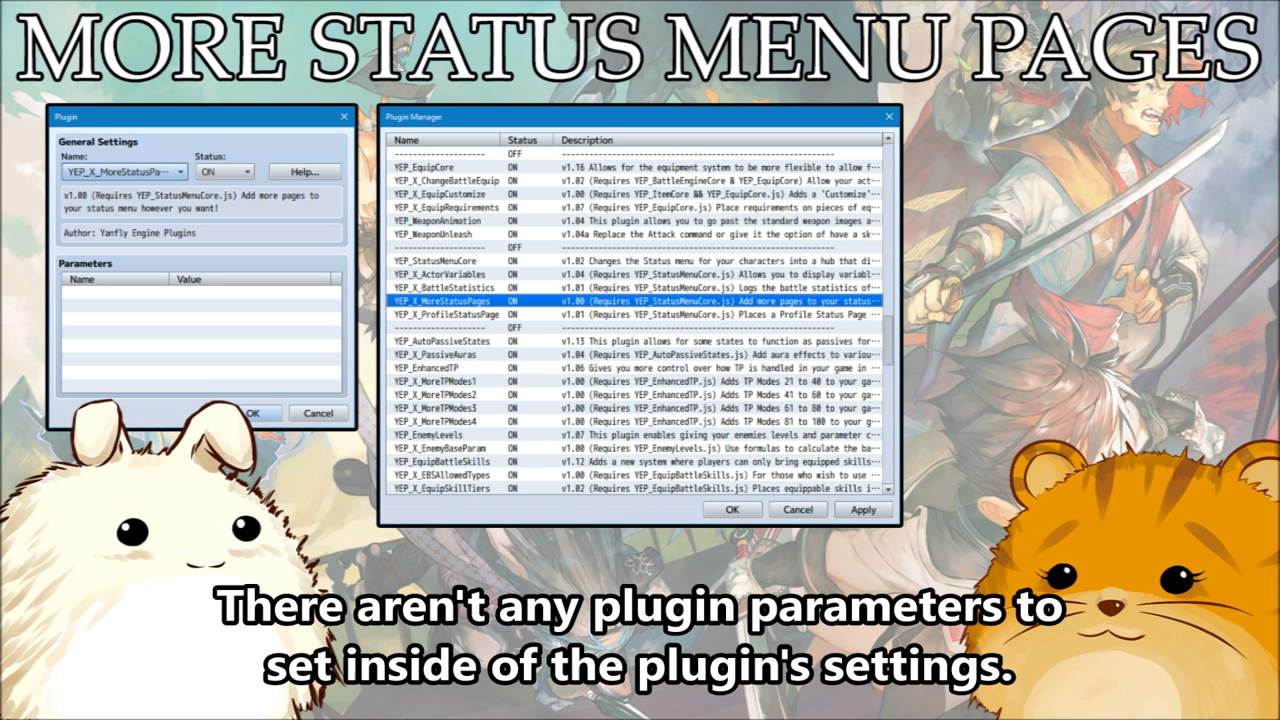 MORE STATUS MENU PAGES
Plugin
General Settings
Name: Status:
YEP_X_MoreStatusPa··· ON Help...
v1.00 (Requires YEP_StatusMenuCore.js) Add more pages to
your status menu however you want!
Author: Yanfly Engine Plugins
Parameters
Name Value
OK Cancel
Plugin Manager
Name Status Description
-------------------- OFF ------------------------------------------------------------
YEP_EquipCore ON v1.16 Allows for the equipment system to be more flexible to allow f···
YEP_X_ChangeBattleEquip ON v1.02 (Requires YEP_BattleEngineCore & YEP_EquipCore) Allow your act···
YEP_X_EquipCustomize ON v1.00 (Requires YEP_ItemCore && YEP_EquipCore.js) Adds a 'Customize'···
YEP_X_EquipRequirements ON v1.07 (Requires YEP_EquipCore.js) Place requirements on pieces of eq···
YEP_WeaponAnimation ON v1.04 This plugin allows you to go past the standard weapon images a···
YEP_WeaponUnleash ON v1.04a Replace the Attack command or give it the option of have a sk···
-------------------- OFF ------------------------------------------------------------
YEP_StatusMenuCore ON v1.02 Changes the Status menu for your characters into a hub that di···
YEP_X_ActorVariables ON v1.00 (Requires YEP_StatusMenuCore.js) Allows you to display variabl···
YEP_X_BattleStatistics ON v1.01 (Requires YEP_StatusMenuCore.js) Logs the battle statistics of···
YEP_X_MoreStatusPages ON v1.00 (Requires YEP_StatusMenuCore.js) Add more pages to your status···
YEP_X_ProfileStatusPage ON v1.01 (Requires YEP_StatusMenuCore.js) Places a Profile Status Page ···
-------------------- OFF ------------------------------------------------------------
YEP_AutoPassiveStates ON v1.13 This plugin allows for some states to function as passives for···
YEP_X_PassiveAuras ON v1.04 (Requires YEP_AutoPassiveStates.js) Add aura effects to variou···
YEP_EnhancedTP ON v1.06 Gives you more control over how TP is handled in your game in ···
YEP_X_MoreTPModes1 ON v1.00 (Requires YEP_EnhancedTP.js) Adds TP Modes 21 to 40 to your ga···
YEP_X_MoreTPModes2 ON v1.00 (Requires YEP_EnhancedTP.js) Adds TP Modes 41 to 60 to your ga···
YEP_X_MoreTPModes3 ON v1.00 (Requires YEP_EnhancedTP.js) Adds TP Modes 61 to 80 to your ga···
YEP_X_MoreTPModes4 ON v1.00 (Requires YEP_EnhancedTP.js) Adds TP Modes 81 to 100 to your g···
YEP_EnemyLevels ON v1.07 This plugin enables giving your enemies levels and parameter c···
YEP_X_EnemyBaseParam ON v1.00 (Requires YEP_EnemyLevels.js) Use formulas to calculate the ba···
YEP_EquipBattleSkills ON v1.12 Adds a new system where players can only bring equipped skills···
YEP_X_EBSAllowedTypes ON v1.00 (Requires YEP_EquipBattleSkills.js) For those who wish to use ···
YEP_X_EquipSkillTiers ON v1.02 (Requires YEP_EquipBattleSkills.js) Places equippable skills i···
OK Cancel Apply
There aren't any plugin parameters to
set inside of the plugin's settings.